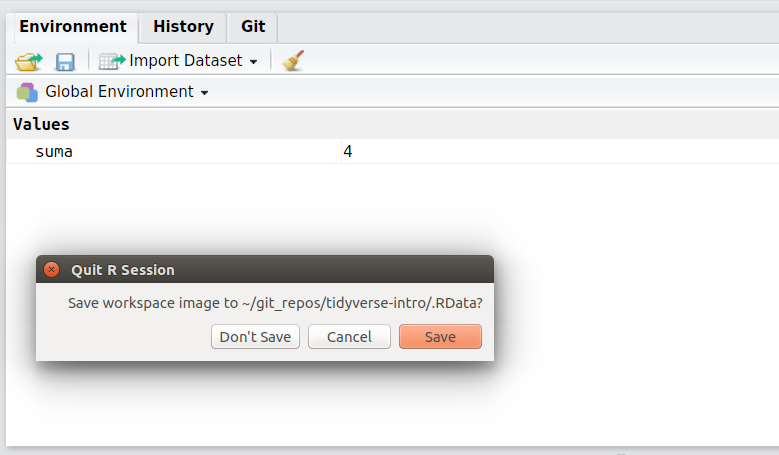 Environment History Git
Import Dataset
Global Environment
Values
suma 4
Quit R Session
Save workspace image to ~/git_repos/tidyverse-intro/.RData?
Don't Save Cancel Save